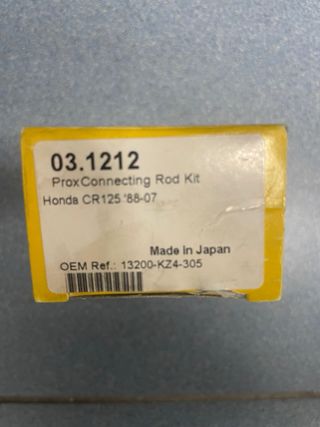 03.1212
ProxConnecting Rod Kit
Honda CR125 '88-07
Made in Japan
OEM Ref.: 13200-KZ4-305